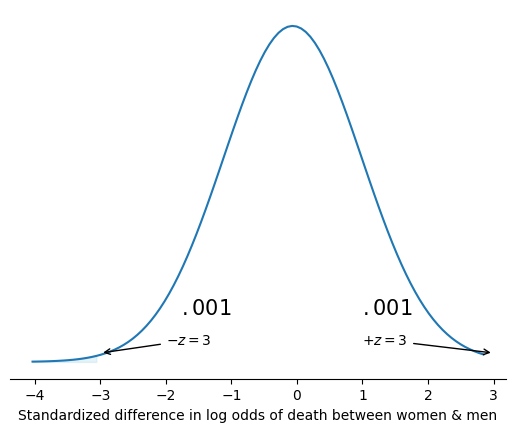 .001 .001
−z = 3 +z = 3
−4 −3 −2 −1 0 1 2 3
Standardized difference in log odds of death between women & men